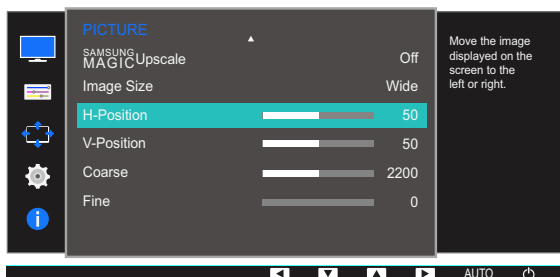 PICTURE
SAMSUNG
MAGIC Upscale Off
Image Size Wide
H-Position 50
V-Position 50
Coarse 2200
Fine 0
Move the image
displayed on the
screen to the
left or right.
AUTO